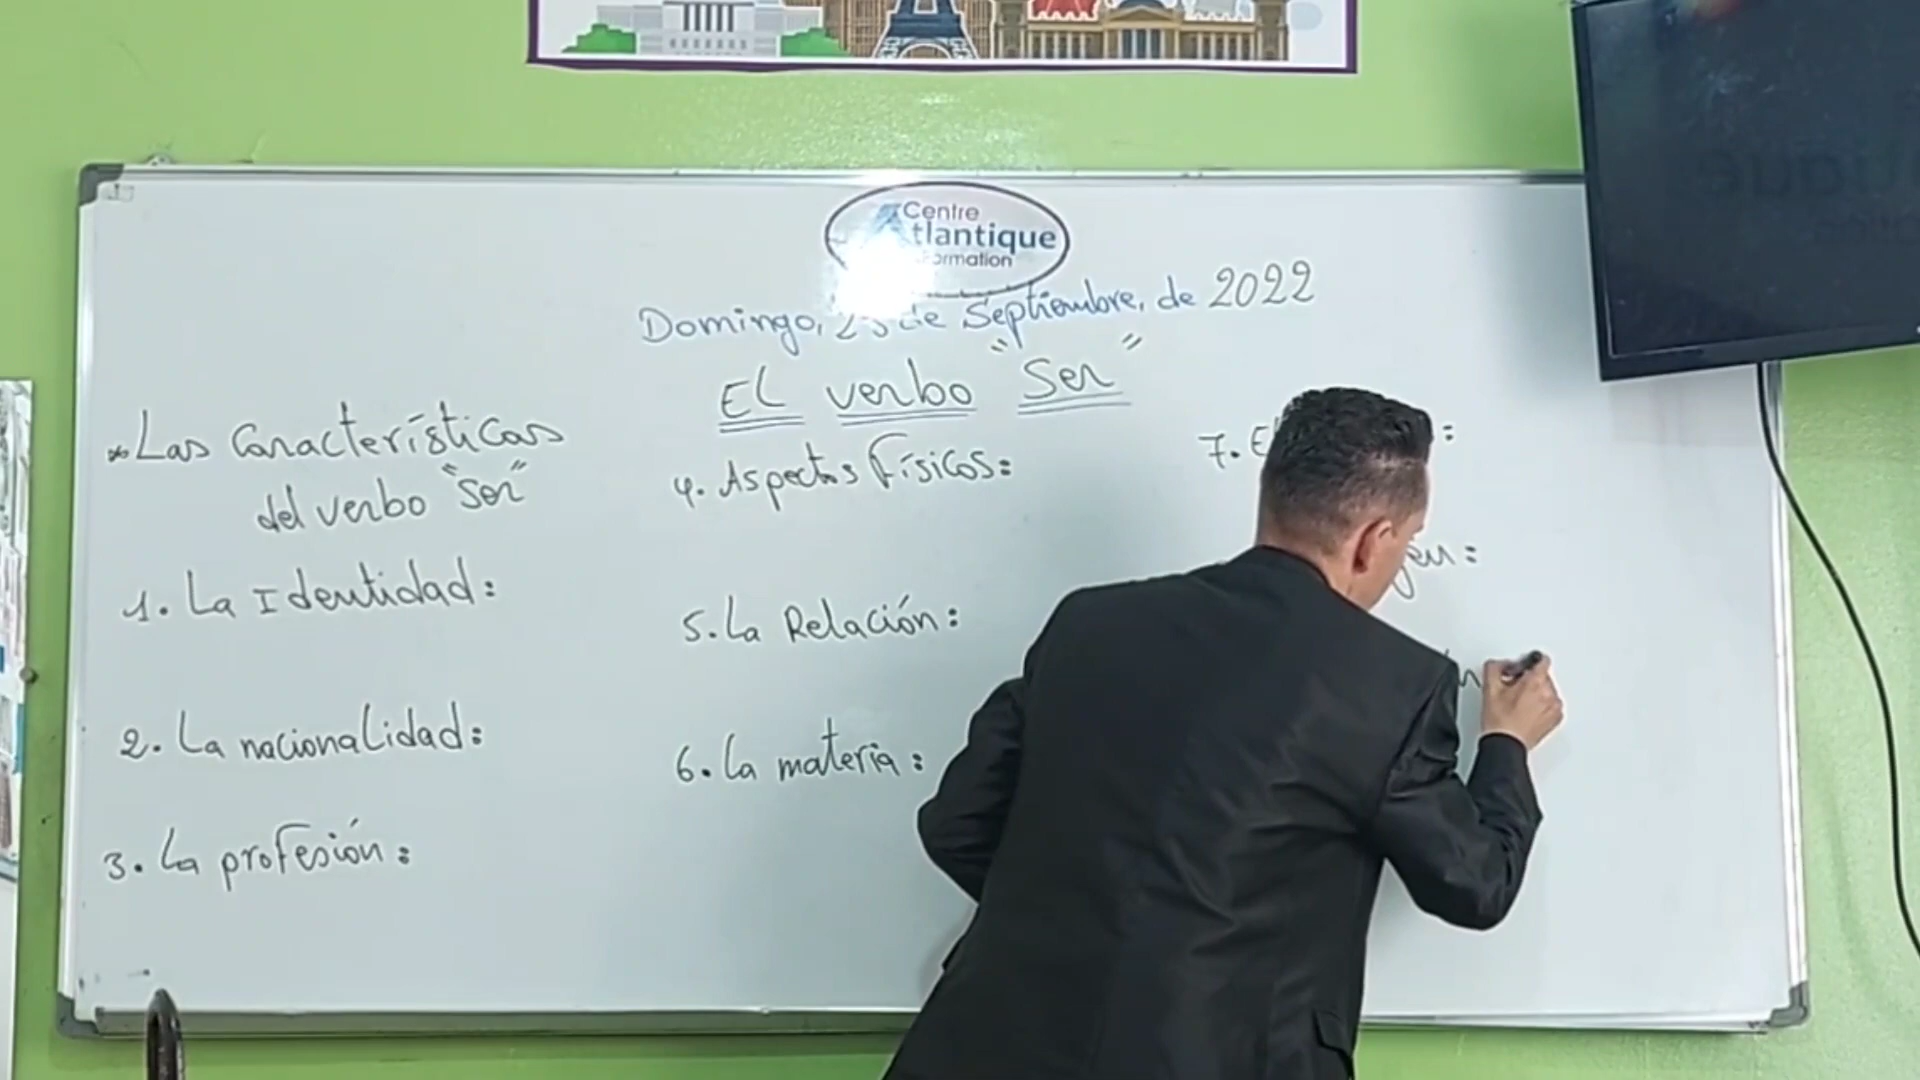 Centre
Atlantique
Formation
Domingo, 25 de Septiembre, de 2022
El verbo "Ser"
*Las Características
del verbo "Ser"
1. La Identidad:
2. La nacionalidad:
3. La profesión:
4. Aspectos Físicos:
5. La Relación:
6. La materia:
7. E